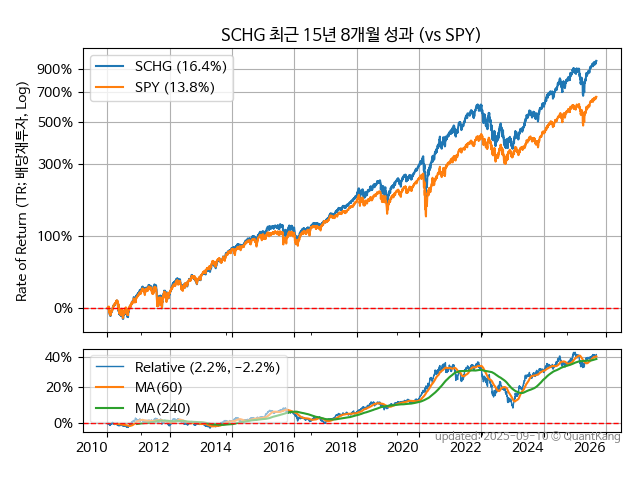 SCHG 최근 15년 8개월 성과 (vs SPY)
SCHG (16.4%)
SPY (13.8%)
900%
700%
500%
300%
100%
0%
Rate of Return (TR; 배당재투자, Log)
Relative (2.2%, −2.2%)
MA(60)
MA(240)
40%
20%
0%
2010 2012 2014 2016 2018 2020 2022 2024 2026
updated: 2025-09-10 © QuantKang